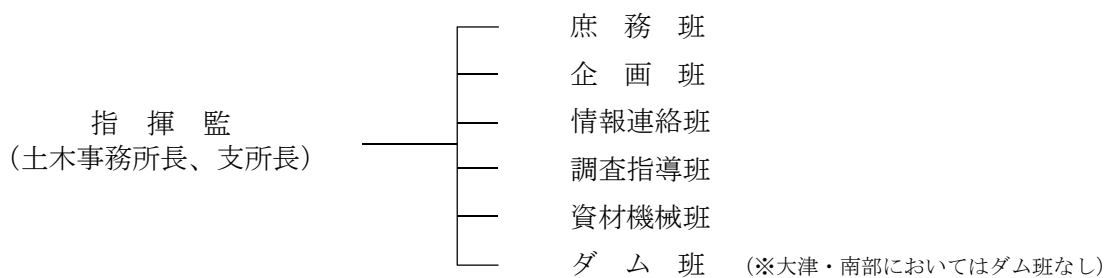 指 揮 監
（土木事務所長、支所長）
庶 務 班
企 画 班
情報連絡班
調査指導班
資材機械班
ダ ム 班 (※大津・南部においてはダム班なし)